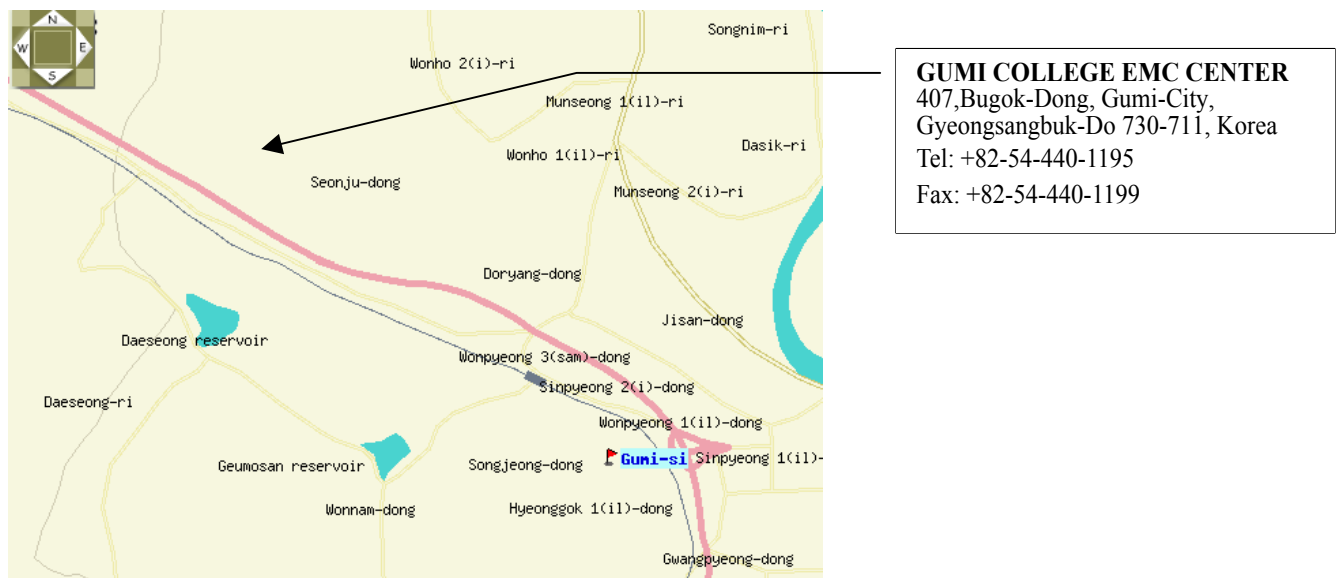 N
W
E
S
Songnim-ri
Wonho 2(i)-ri
Munseong 1(il)-ri
Dasik-ri
Wonho 1(il)-ri
Seonju-dong
Munseong 2(i)-ri
Doryang-dong
Jisan-dong
Daeseong reservoir
Wonpyeong 3(sam)-dong
Sinpyeong 2(i)-dong
Daeseong-ri
Wonpyeong 1(il)-dong
Gumi-si
Sinpyeong 1(il)-
Geumosan reservoir
Songjeong-dong
Wonnam-dong
Hyeonggok 1(il)-dong
Gwangpyeong-dong
GUMI COLLEGE EMC CENTER
407,Bugok-Dong, Gumi-City,
Gyeongsangbuk-Do 730-711, Korea
Tel: +82-54-440-1195
Fax: +82-54-440-1199